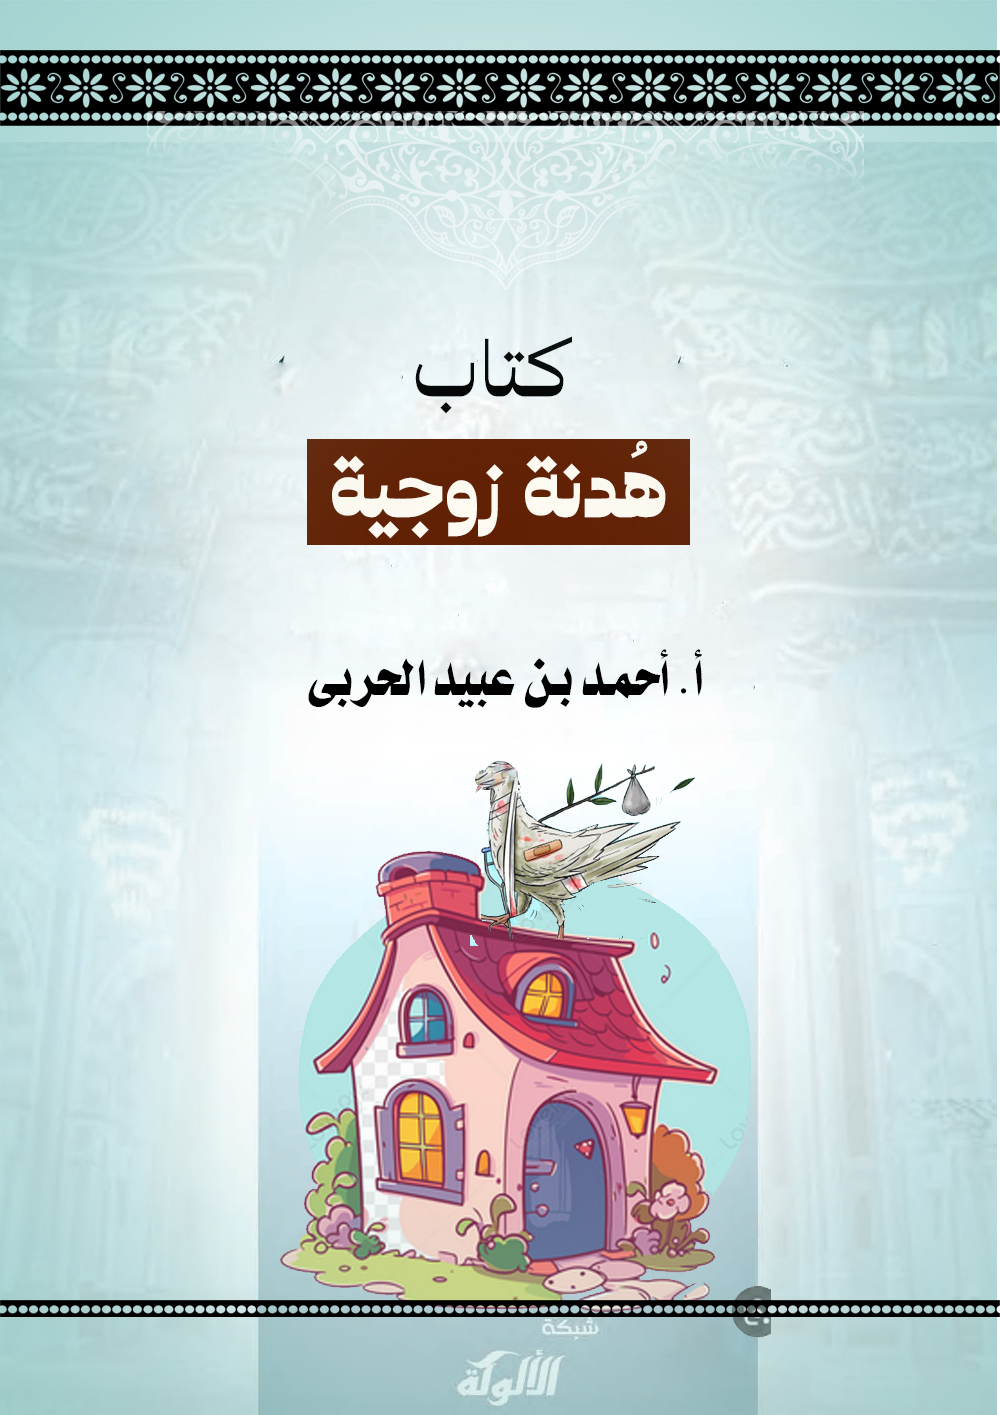 كتاب
هُدنة زوجية
أ. أحمد بن عبيد الحربى
شبكة
الألوكة